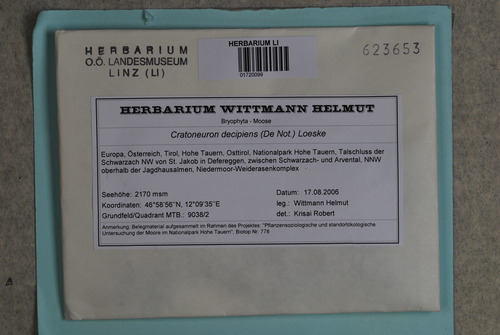 HERBARIUM
O.Ö. LANDESMUSEUM
LINZ (LI)
HERBARIUM LI
01720099
623653
HERBARIUM WITTMANN HELMUT
Bryophyta - Moose
Cratoneuron decipiens (De Not.) Loeske
Europa, Österreich, Tirol, Hohe Tauern, Osttirol, Nationalpark Hohe Tauern, Talschluss der
Schwarzach NW von St. Jakob in Defereggen, zwischen Schwarzach- und Arvental, NNW
oberhalb der Jagdhausalmen, Niedermoor-Weiderasenkomplex
Seehöhe: 2170 msm
Datum: 17.08.2006
Koordinaten: 46°58'56"N, 12°09'35"E
leg.: Wittmann Helmut
Grundfeld/Quadrant MTB.: 9038/2
det.: Krisai Robert
Anmerkung: Belegmaterial aufgesammelt im Rahmen des Projektes: "Pflanzensoziologische und standortökologische
Untersuchung der Moore im Nationalpark Hohe Tauern", Biotop Nr. 778